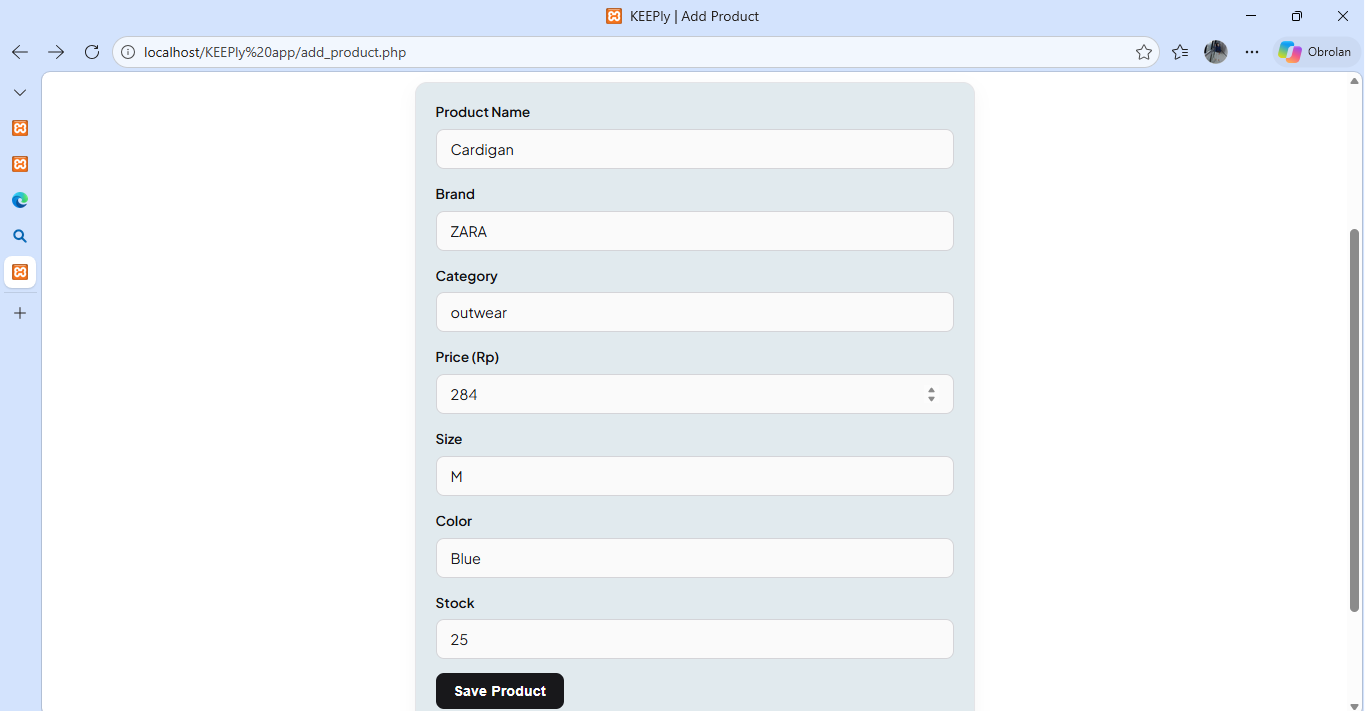 KEEPly | Add Product
localhost/KEEPly%20app/add_product.php
Obrolan
Product Name
Cardigan
Brand
ZARA
Category
outwear
Price (Rp)
284
Size
M
Color
Blue
Stock
25
Save Product